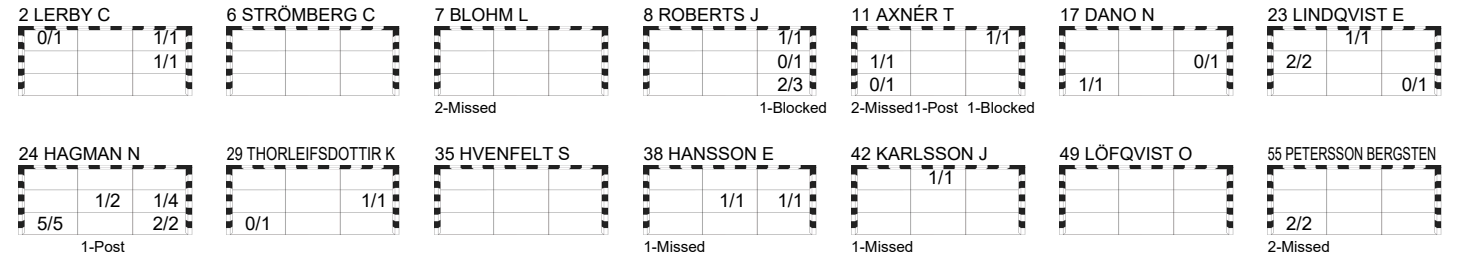 2 LERBY C 6 STRÖMBERG C 7 BLOHM L 8 ROBERTS J 11 AXNÉR T 17 DANO N 23 LINDQVIST E
0/1 1/1 1/1 1/1 1/1
1/1 0/1 1/1 0/1 2/2
2/3 0/1 1/1 0/1
2-Missed 1-Blocked 2-Missed 1-Post 1-Blocked
24 HAGMAN N 29 THORLEIFSDOTTIR K 35 HVENFELT S 38 HANSSON E 42 KARLSSON J 49 LÖFQVIST O 55 PETERSSON BERGSTEN
1/1
1/2 1/4 1/1 1/1 1/1
5/5 2/2 0/1 2/2
1-Post 1-Missed 1-Missed 2-Missed